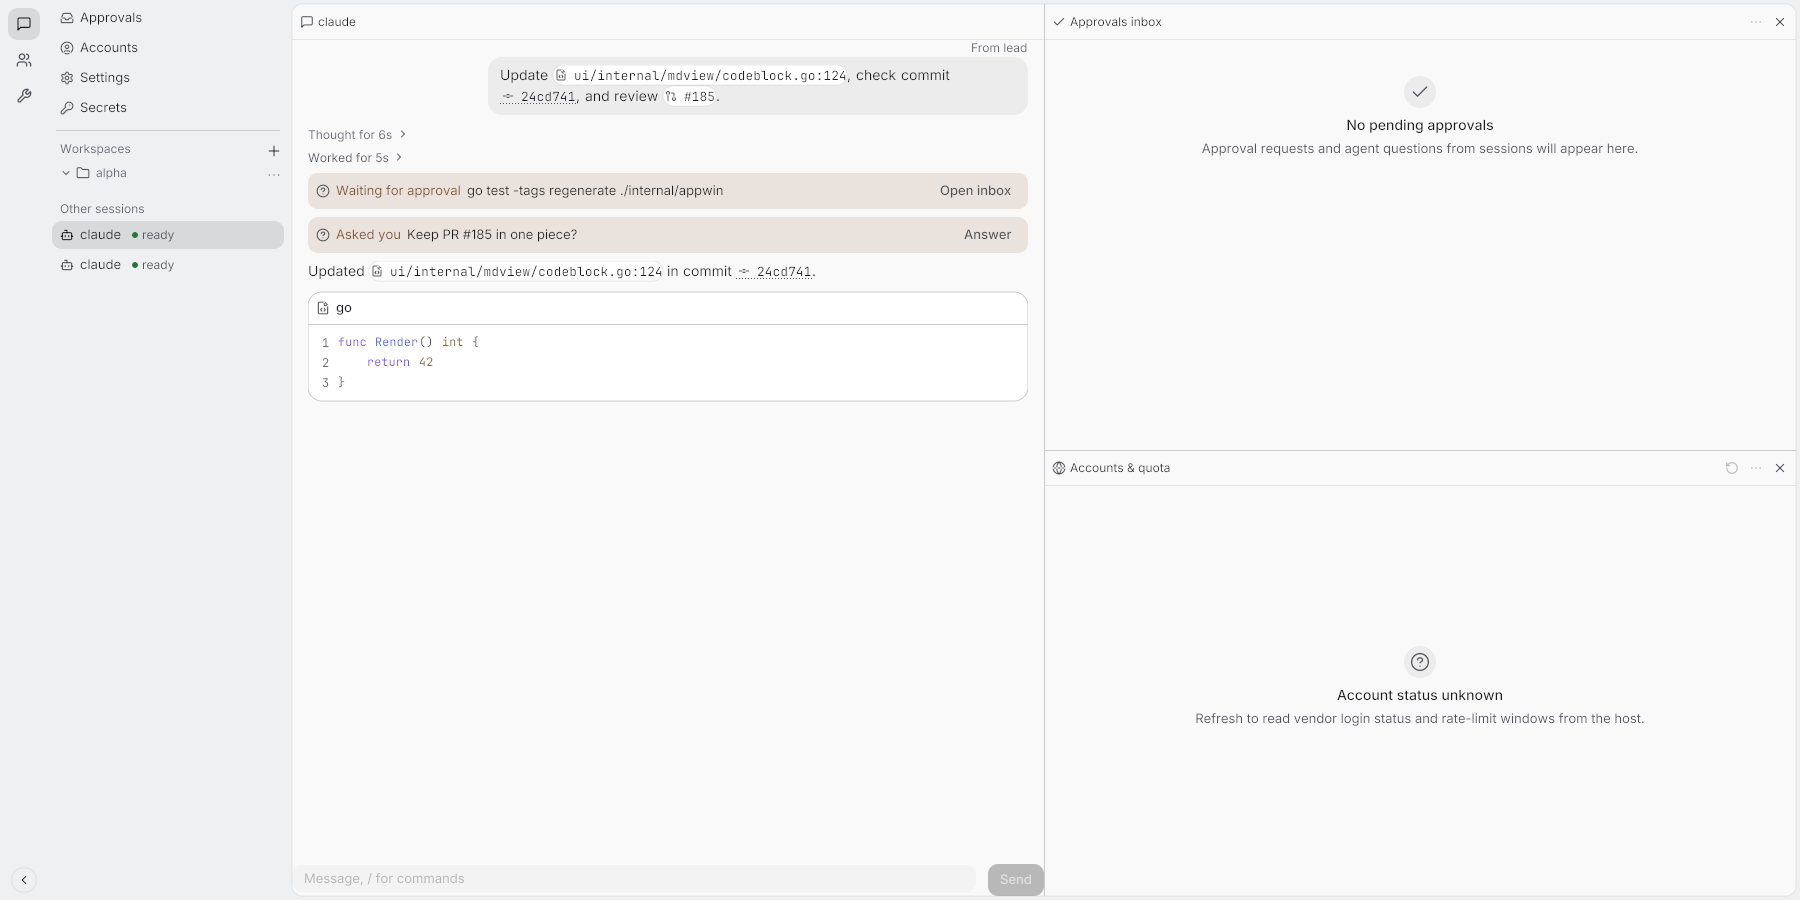 Approvals
Accounts
Settings
Secrets
Workspaces
alpha
Other sessions
claude ready
claude ready
claude
From lead
Update ui/internal/mdview/codeblock.go:124, check commit
24cd741, and review #185.
Thought for 6s
Worked for 5s
Waiting for approval go test -tags regenerate ./internal/appwin Open inbox
Asked you Keep PR #185 in one piece? Answer
Updated ui/internal/mdview/codeblock.go:124 in commit 24cd741.
go
1 func Render() int {
2     return 42
3 }
Message, / for commands
Send
Approvals inbox
No pending approvals
Approval requests and agent questions from sessions will appear here.
Accounts & quota
Account status unknown
Refresh to read vendor login status and rate-limit windows from the host.